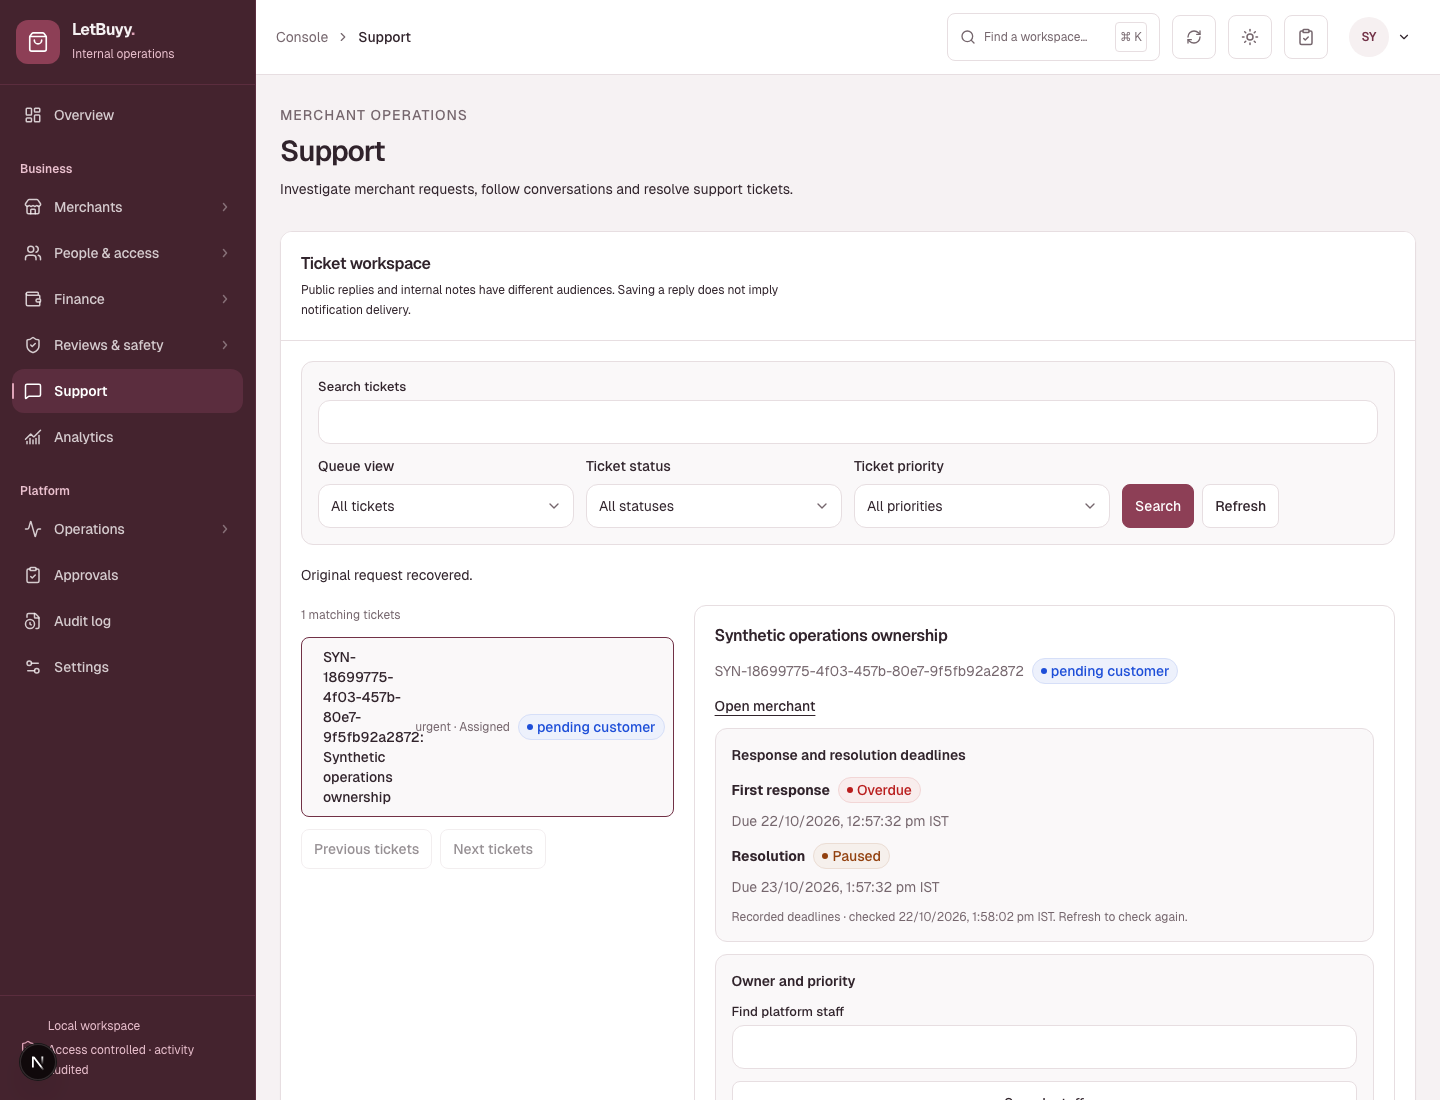 LetBuyy.
Internal operations
Console > Support
Find a workspace...
⌘ K
SY
Overview
Business
Merchants
People & access
Finance
Reviews & safety
Support
Analytics
Platform
Operations
Approvals
Audit log
Settings
Local workspace
Access controlled · activity
N
MERCHANT OPERATIONS
Support
Investigate merchant requests, follow conversations and resolve support tickets.
Ticket workspace
Public replies and internal notes have different audiences. Saving a reply does not imply
notification delivery.
Search tickets
Queue view
Ticket status
Ticket priority
All tickets
All statuses
All priorities
Search
Refresh
Original request recovered.
1 matching tickets
SYN-
18699775-
4f03-457b-
80e7-
9f5fb92a2872:
Synthetic
operations
ownership
urgent · Assigned
pending customer
Previous tickets
Next tickets
Synthetic operations ownership
SYN-18699775-4f03-457b-80e7-9f5fb92a2872
pending customer
Open merchant
Response and resolution deadlines
First response
Overdue
Due 22/10/2026, 12:57:32 pm IST
Resolution
Paused
Due 23/10/2026, 1:57:32 pm IST
Recorded deadlines · checked 22/10/2026, 1:58:02 pm IST. Refresh to check again.
Owner and priority
Find platform staff